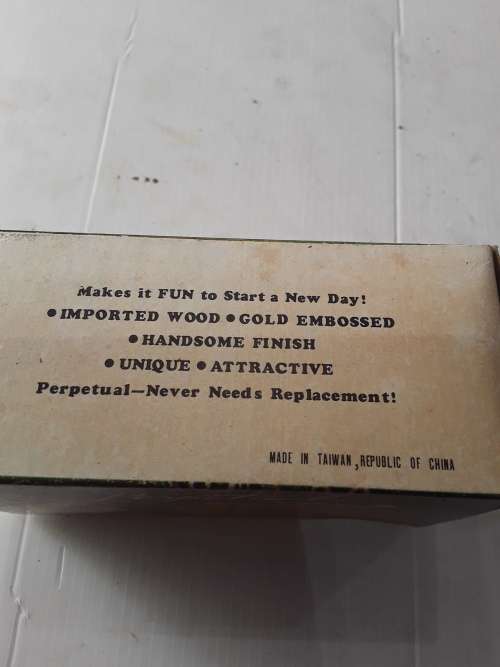 Makes it FUN to Start a New Day!
• IMPORTED WOOD • GOLD EMBOSSED
• HANDSOME FINISH
• UNIQUE • ATTRACTIVE
Perpetual—Never Needs Replacement!
MADE IN TAIWAN, REPUBLIC OF CHINA